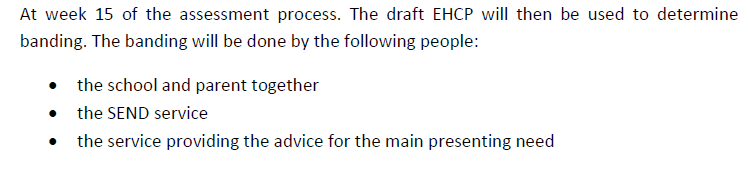 At week 15 of the assessment process. The draft EHCP will then be used to determine
banding. The banding will be done by the following people:
• the school and parent together
• the SEND service
• the service providing the advice for the main presenting need